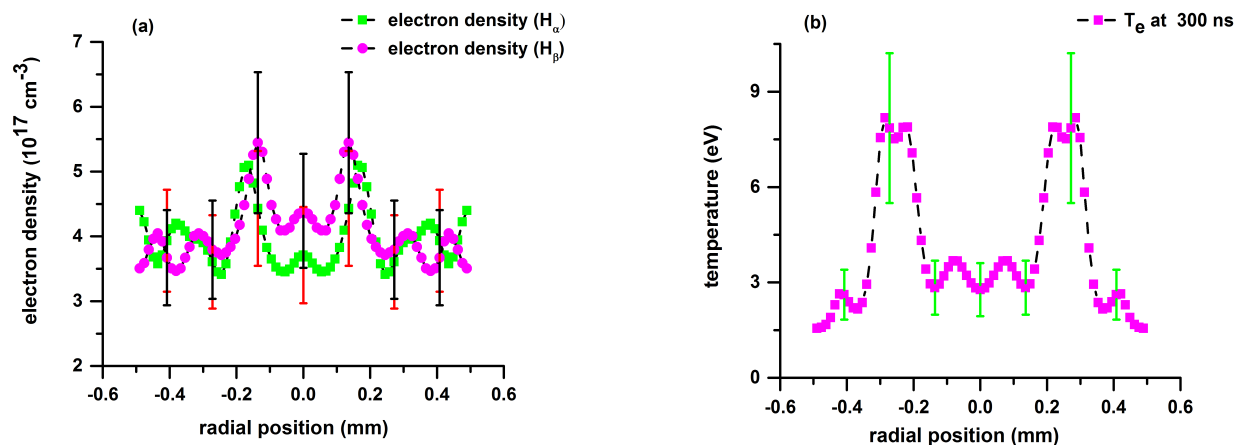 (a)
electron density (Hα)
electron density (Hβ)
7
6
5
4
3
2
electron density (10^17 cm^-3)
-0.6 -0.4 -0.2 0.0 0.2 0.4 0.6
radial position (mm)
(b)
Te at 300 ns
9
6
3
0
temperature (eV)
-0.6 -0.4 -0.2 0.0 0.2 0.4 0.6
radial position (mm)